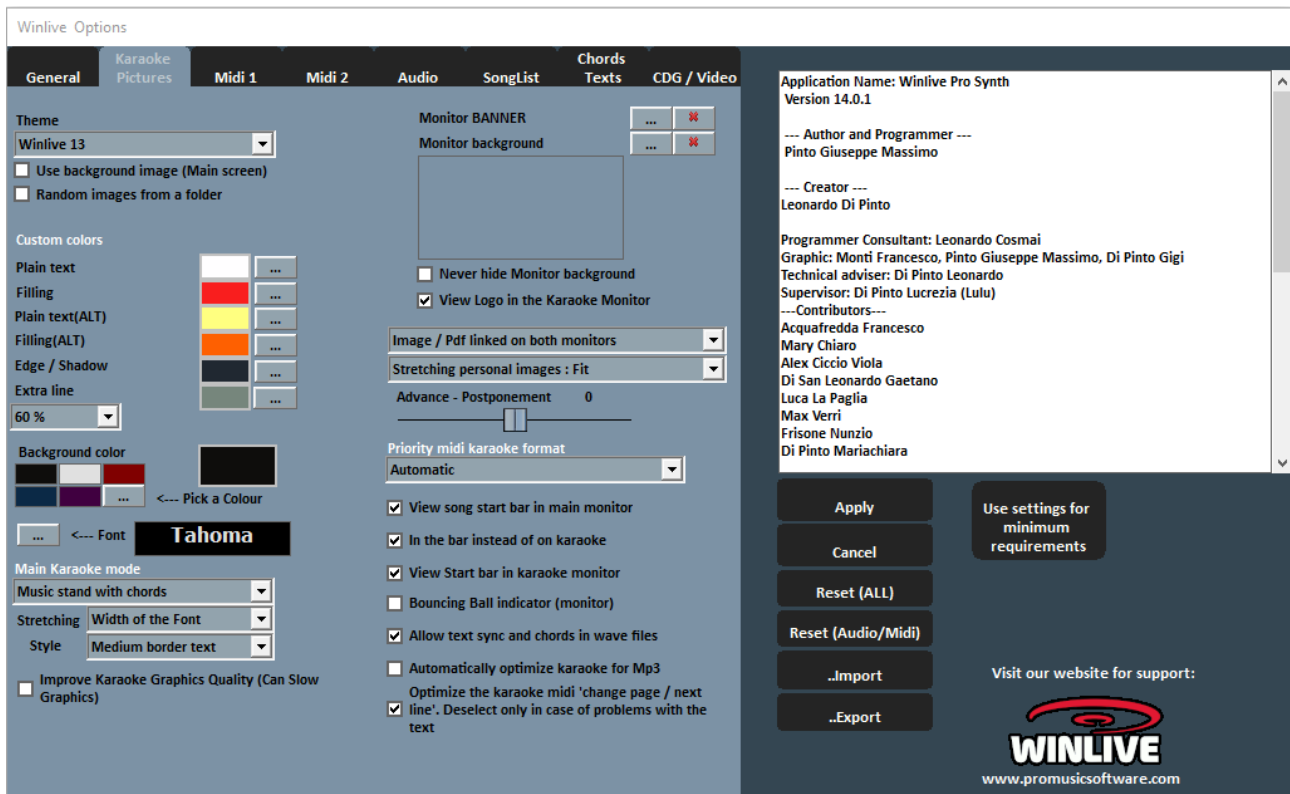 Winlive Options
General
Karaoke
Pictures
Midi 1
Midi 2
Audio
SongList
Chords
Texts
CDG / Video
Theme
Winlive 13
Use background image (Main screen)
Random images from a folder
Custom colors
Plain text
...
Filling
...
Plain text(ALT)
...
Filling(ALT)
...
Edge / Shadow
...
Extra line
...
60 %
Background color
...
<--- Pick a Colour
...
<--- Font
Tahoma
Main Karaoke mode
Music stand with chords
Stretching
Width of the Font
Style
Medium border text
Improve Karaoke Graphics Quality (Can Slow
Graphics)
Monitor BANNER
...
Monitor background
...
Never hide Monitor background
View Logo in the Karaoke Monitor
Image / Pdf linked on both monitors
Stretching personal images : Fit
Advance - Postponement 0
Priority midi karaoke format
Automatic
View song start bar in main monitor
In the bar instead of on karaoke
View Start bar in karaoke monitor
Bouncing Ball indicator (monitor)
Allow text sync and chords in wave files
Automatically optimize karaoke for Mp3
Optimize the karaoke midi 'change page / next
line'. Deselect only in case of problems with the
text
Application Name: Winlive Pro Synth
Version 14.0.1
--- Author and Programmer ---
Pinto Giuseppe Massimo
--- Creator ---
Leonardo Di Pinto
Programmer Consultant: Leonardo Cosmai
Graphic: Monti Francesco, Pinto Giuseppe Massimo, Di Pinto Gigi
Technical adviser: Di Pinto Leonardo
Supervisor: Di Pinto Lucrezia (Lulu)
---Contributors---
Acquafredda Francesco
Mary Chiaro
Alex Ciccio Viola
Di San Leonardo Gaetano
Luca La Paglia
Max Verri
Frisone Nunzio
Di Pinto Mariachiara
Apply
Cancel
Reset (ALL)
Reset (Audio/Midi)
..Import
..Export
Use settings for
minimum
requirements
Visit our website for support:
WINLIVE
www.promusicsoftware.com